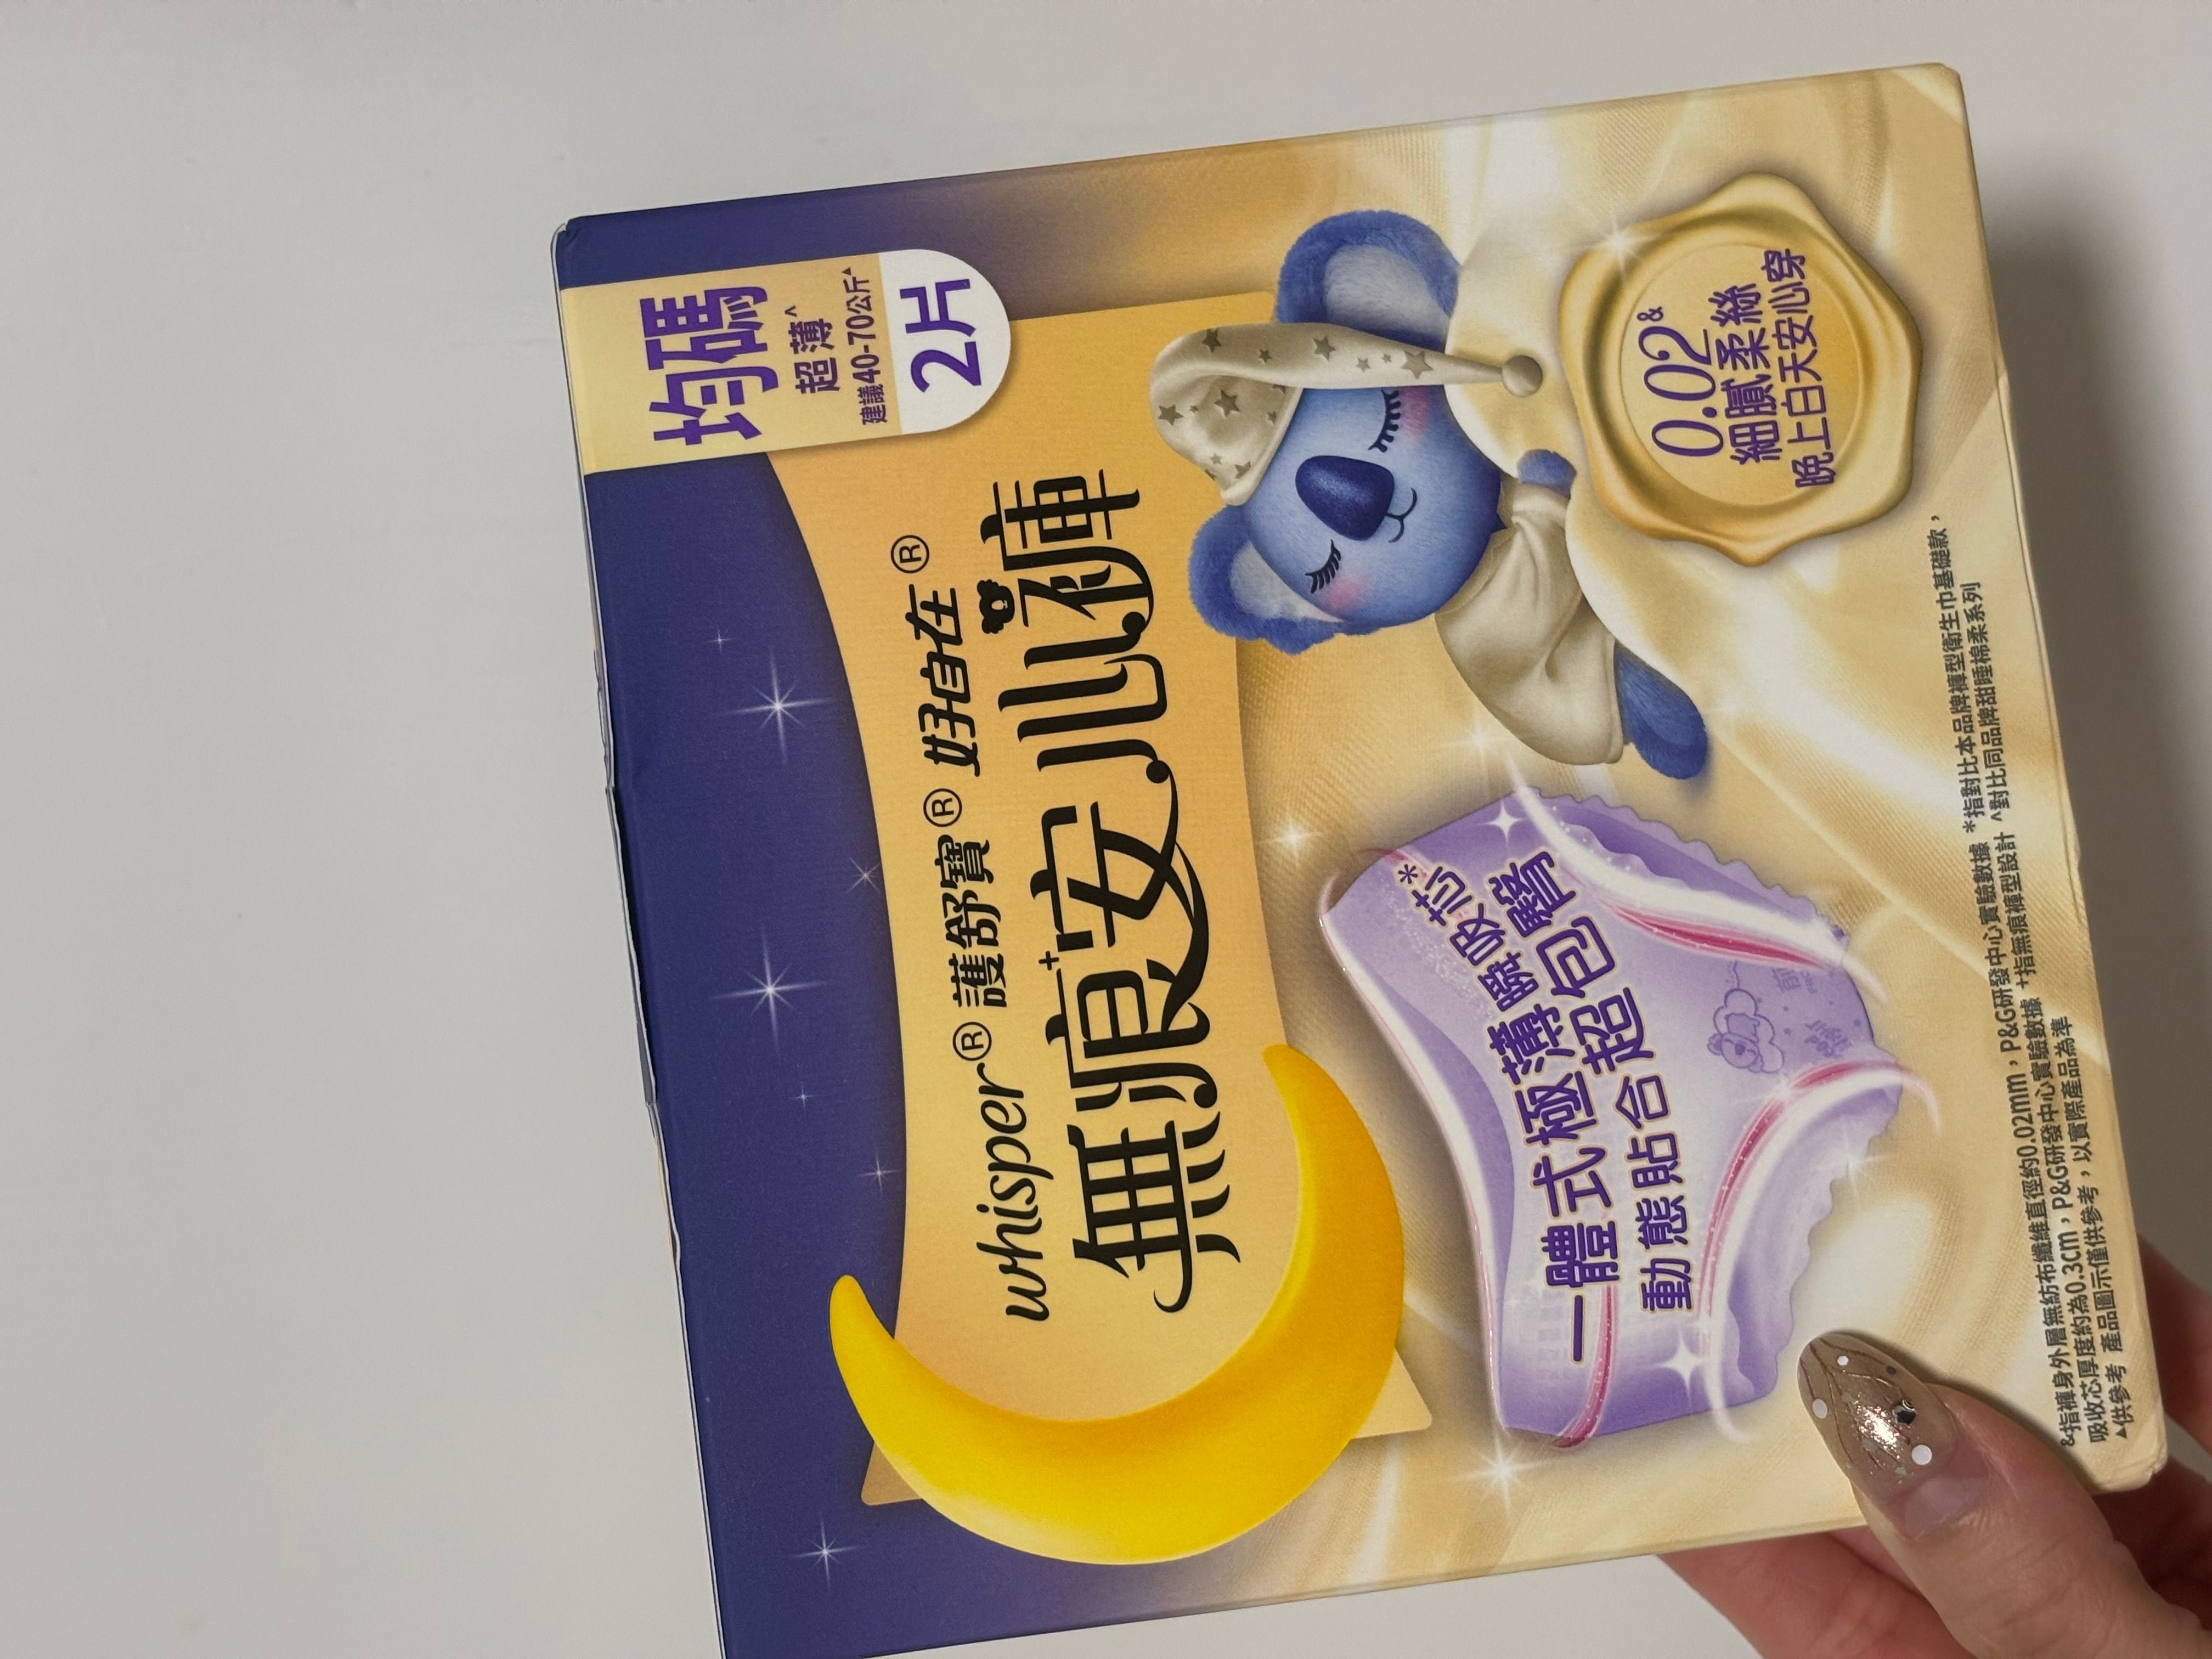 均碼
超薄^
建議40-70公斤▲
2片
whisper® 護舒寶® 好自在®
無痕+安心褲
0.02&
細膩柔絲
晚上白天安心穿
一體式極薄瞬吸芯*
動態貼合超包臀
&指褲身外層無紡布纖維直徑約0.02mm，P&G研發中心實驗數據 *指對比本品牌褲型衛生巾基礎款，
吸收芯厚度約為0.3cm，P&G研發中心實驗數據 +指無痕褲型設計 ^對比同品牌甜睡棉柔系列
▲供參考 產品圖示僅供參考，以實際產品為準